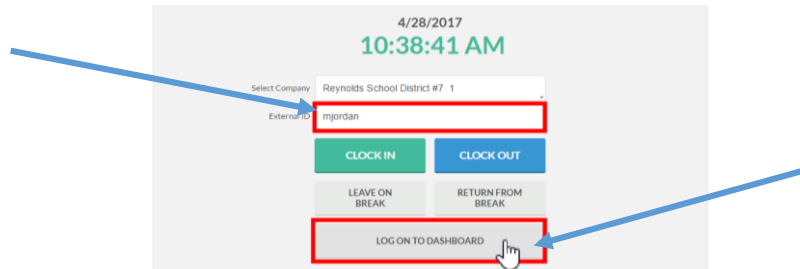 4/28/2017
10:38:41 AM
Select Company Reynolds School District #7 1
External ID mjordan
CLOCK IN CLOCK OUT
LEAVE ON RETURN FROM
BREAK BREAK
LOG ON TO DASHBOARD